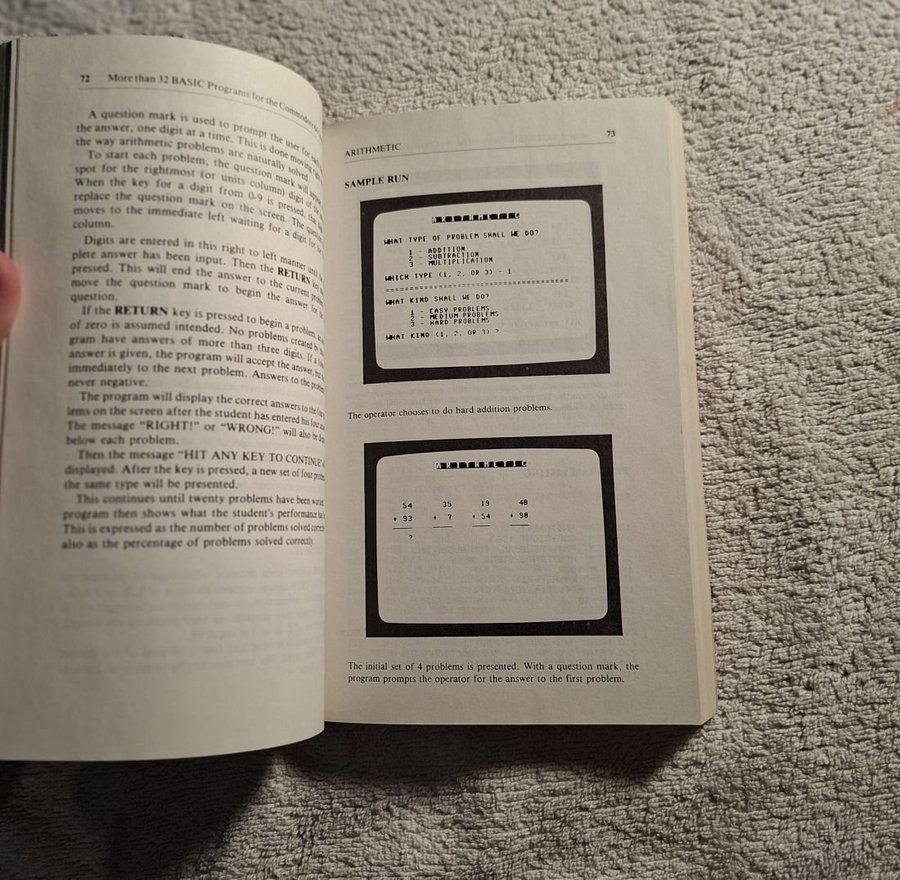 72 More than 32 BASIC Programs for the Commodore
A question mark is used to prompt the user for
the answer, one digit at a time. This is done moving
the way arithmetic problems are naturally solved.
To start each problem, the question mark will
spot for the rightmost (or units column) digit of the
When the key for a digit from 0-9 is pressed,
replace the question mark on the screen. The
moves to the immediate left waiting for a digit for
column.
Digits are entered in this right to left manner until
plete answer has been input. Then the RETURN
pressed. This will end the answer to the current
move the question mark to begin the answer for
question.
If the RETURN key is pressed to begin a problem,
of zero is assumed intended. No problems created by
gram have answers of more than three digits. If a
answer is given, the program will accept the answer,
immediately to the next problem. Answers to the
never negative.
The program will display the correct answers to the
lems on the screen after the student has entered his
The message “RIGHT!” or “WRONG!” will also be
below each problem.
Then the message “HIT ANY KEY TO CONTINUE”
displayed. After the key is pressed, a new set of four
the same type will be presented.
This continues until twenty problems have been
program then shows what the student's performance
This is expressed as the number of problems solved
also as the percentage of problems solved correctly.
ARITHMETIC 73
SAMPLE RUN
ARITHMETIC
WHAT TYPE OF PROBLEM SHALL WE DO?
1 - ADDITION
2 - SUBTRACTION
3 - MULTIPLICATION
WHICH TYPE (1, 2, OR 3) - 1
WHAT KIND SHALL WE DO?
1 - EASY PROBLEMS
2 - MEDIUM PROBLEMS
3 - HARD PROBLEMS
WHAT KIND (1, 2, OR 3) ?
The operator chooses to do hard addition problems.
ARITHMETIC
54 35 19 48
+ 93 + 7 + 54 + 98
?
The initial set of 4 problems is presented. With a question mark, the
program prompts the operator for the answer to the first problem.